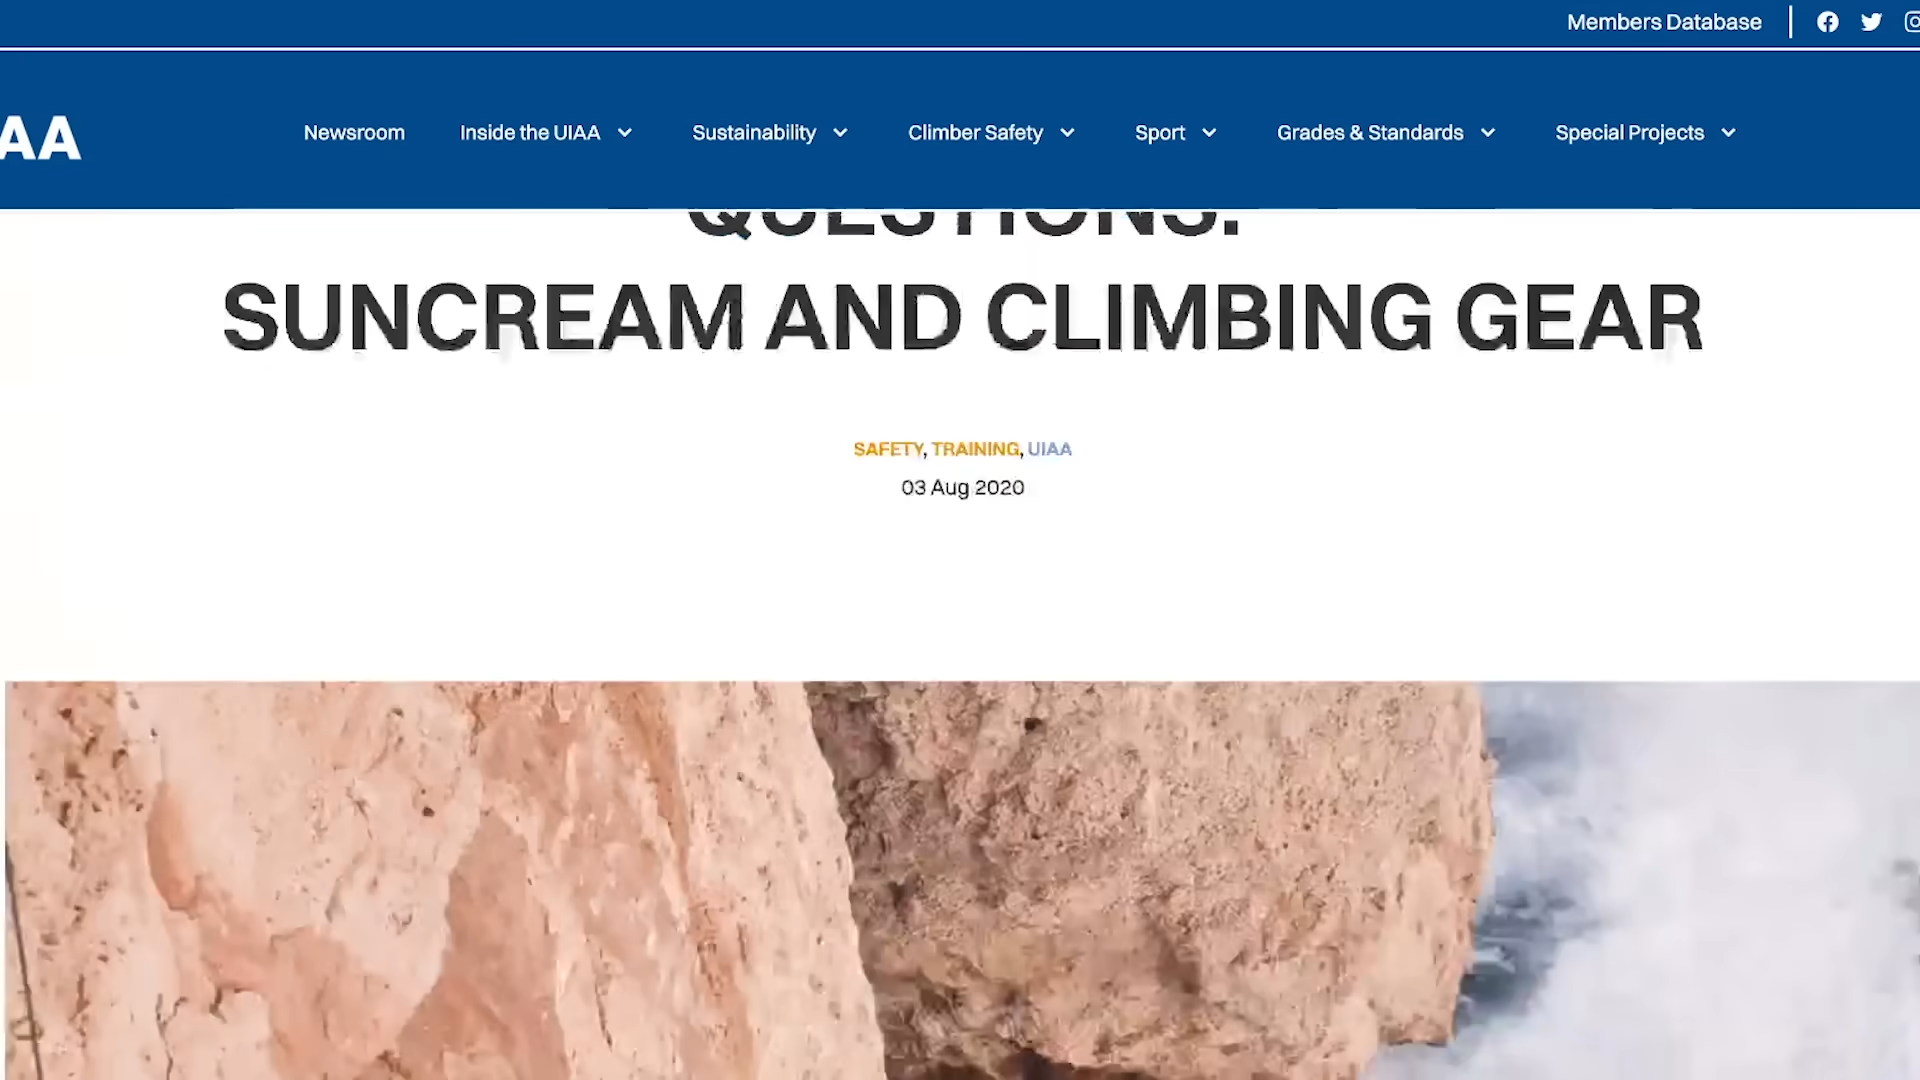 Members Database
AA
Newsroom Inside the UIAA Sustainability Climber Safety Sport Grades & Standards Special Projects
QUESTIONS:
SUNCREAM AND CLIMBING GEAR
SAFETY, TRAINING, UIAA
03 Aug 2020